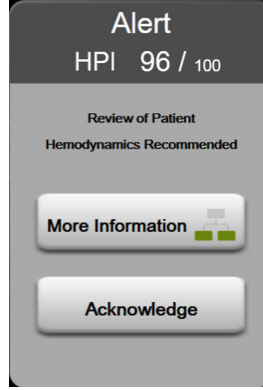 Alert
HPI 96 / 100
Review of Patient
Hemodynamics Recommended
More Information
Acknowledge